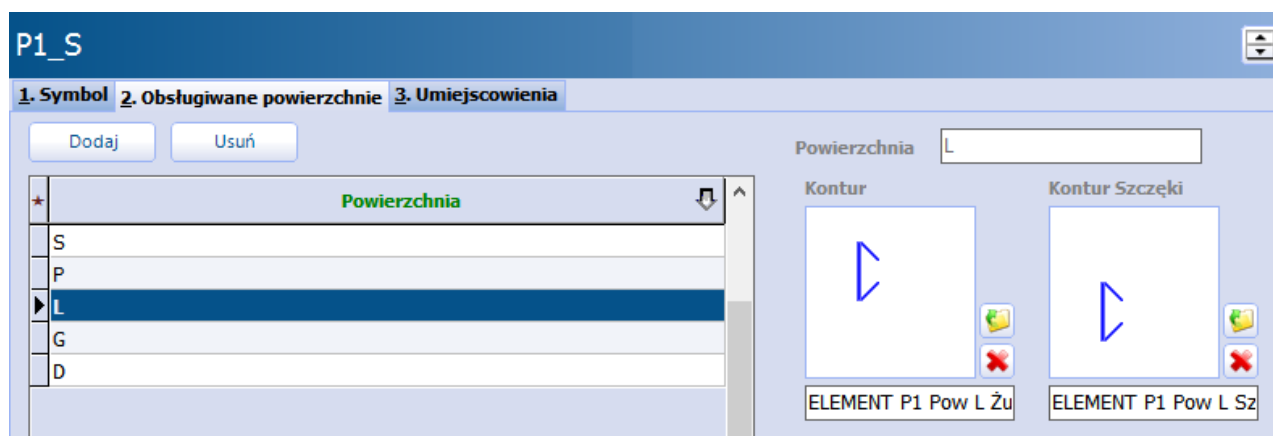 P1_S
1. Symbol 2. Obsługiwane powierzchnie 3. Umiejscowienia
Dodaj Usuń
Powierzchnia L
Kontur Kontur Szczęki
Powierzchnia
S
P
L
G
D
ELEMENT P1 Pow L Żu ELEMENT P1 Pow L Sz